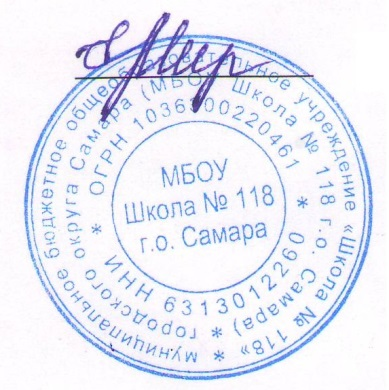 муниципальное бюджетное общеобразовательное учреждение «Школа № 118» *
городского округа Самара (МБОУ Школа № 118 г.о. Самара) *
* ОГРН 1036300220461 * ИНН 6313012260
МБОУ
Школа № 118
г.о. Самара